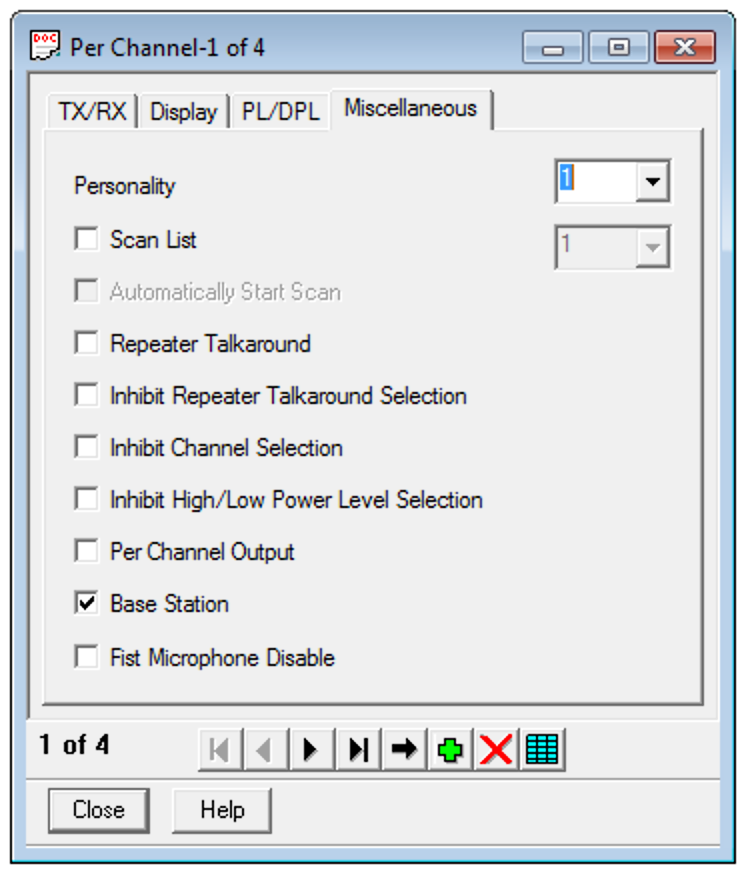 DOC Per Channel-1 of 4
TX/RX Display PL/DPL Miscellaneous
Personality 1
Scan List 1
Automatically Start Scan
Repeater Talkaround
Inhibit Repeater Talkaround Selection
Inhibit Channel Selection
Inhibit High/Low Power Level Selection
Per Channel Output
Base Station
Fist Microphone Disable
1 of 4
Close Help